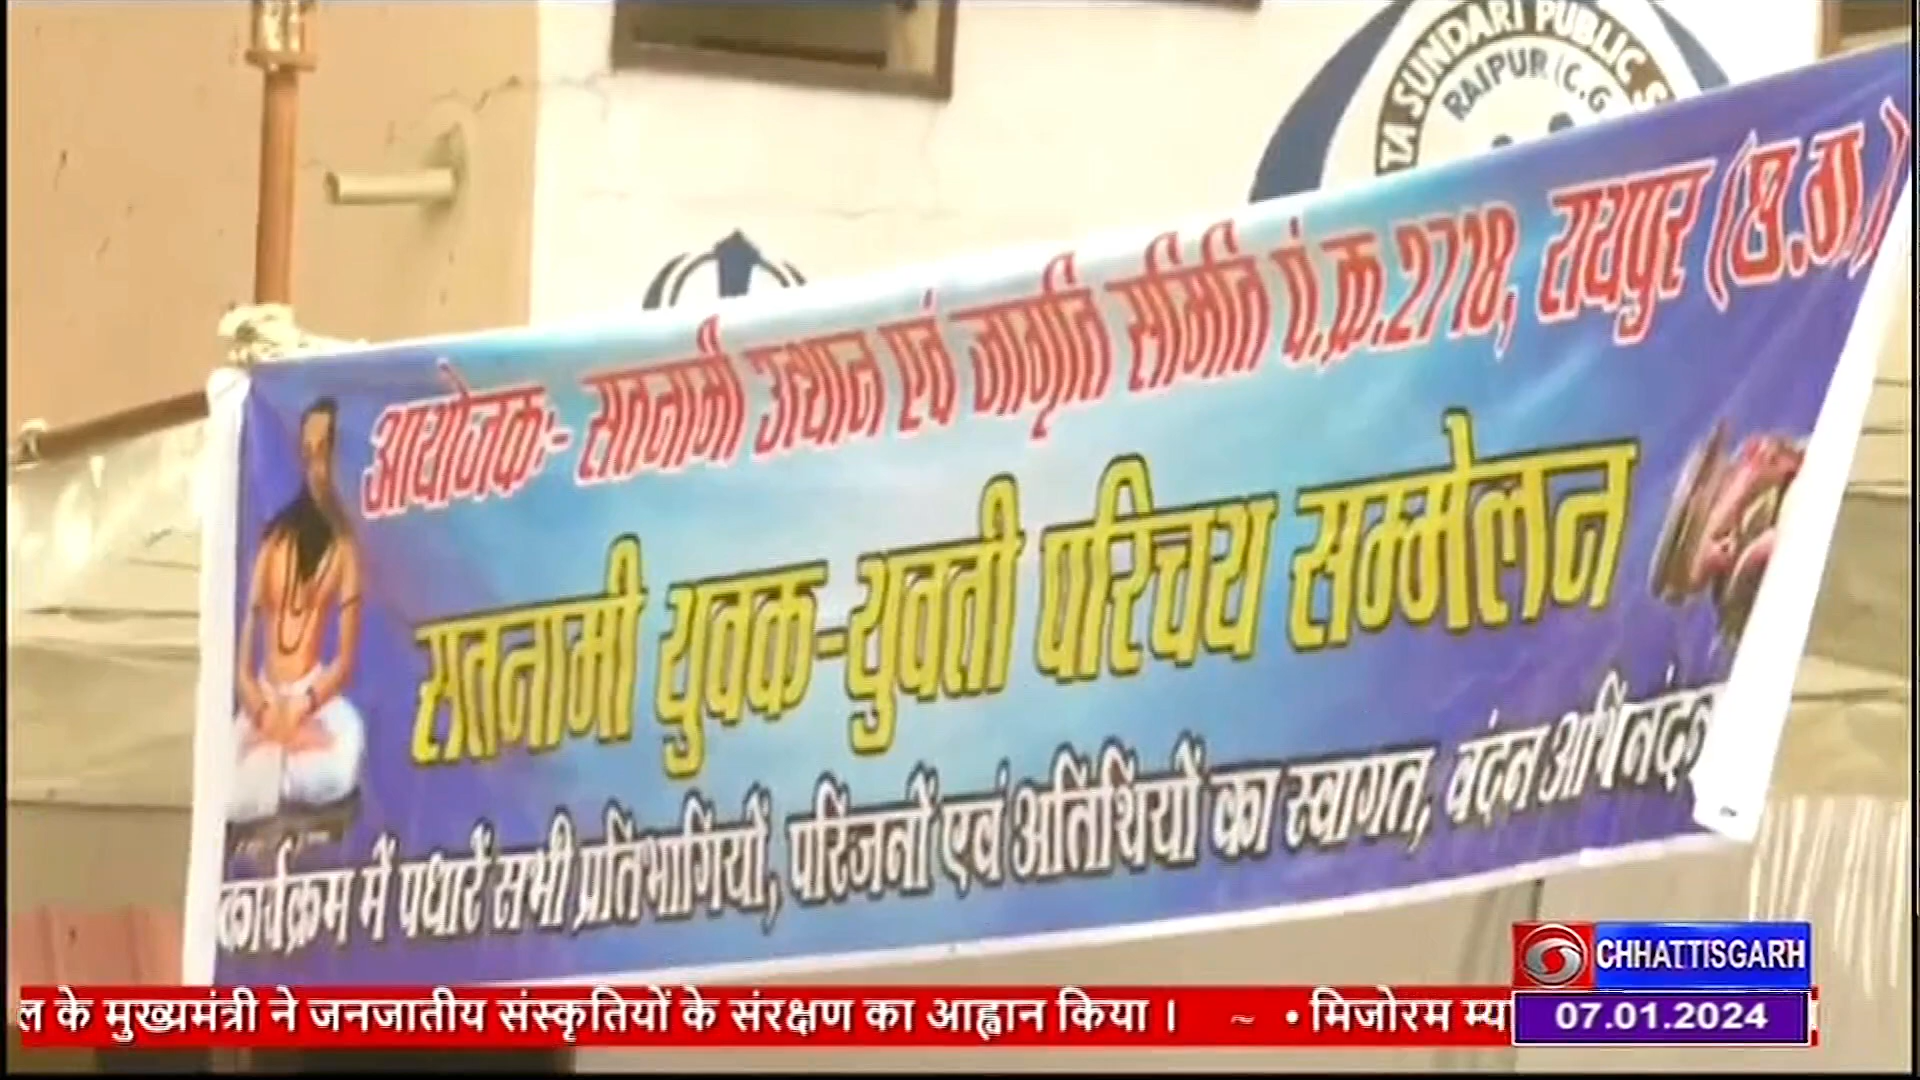 TA SUNDARI PUBLIC S
RAIPUR (C.G
आयोजकः- सतनामी उत्थान एवं जागृति समिति पं.क्र.2718, रायपुर (छ.ग.)
सतनामी युवक-युवती परिचय सम्मेलन
कार्यक्रम में पधारें सभी प्रतिभागियों, परिजनों एवं अतिथियों का स्वागत, वंदन अभिनंदन
CHHATTISGARH
ल के मुख्यमंत्री ने जनजातीय संस्कृतियों के संरक्षण का आह्वान किया । ~ • मिजोरम म्या
07.01.2024